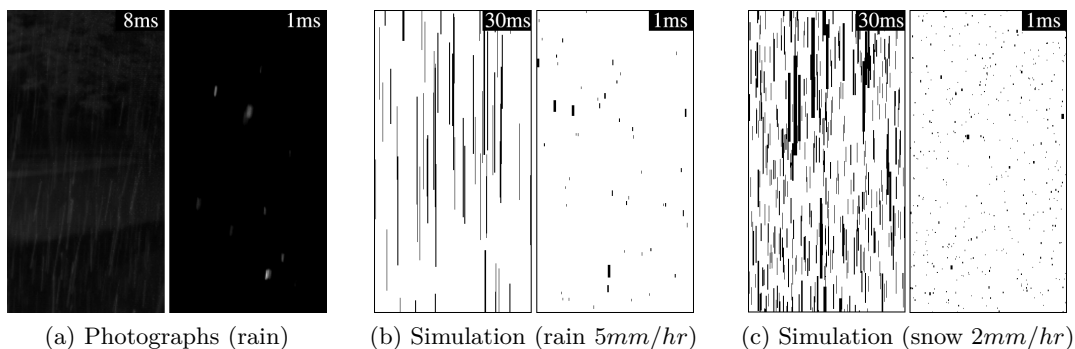 8ms 1ms 30ms 1ms 30ms 1ms
(a) Photographs (rain) (b) Simulation (rain 5mm/hr) (c) Simulation (snow 2mm/hr)